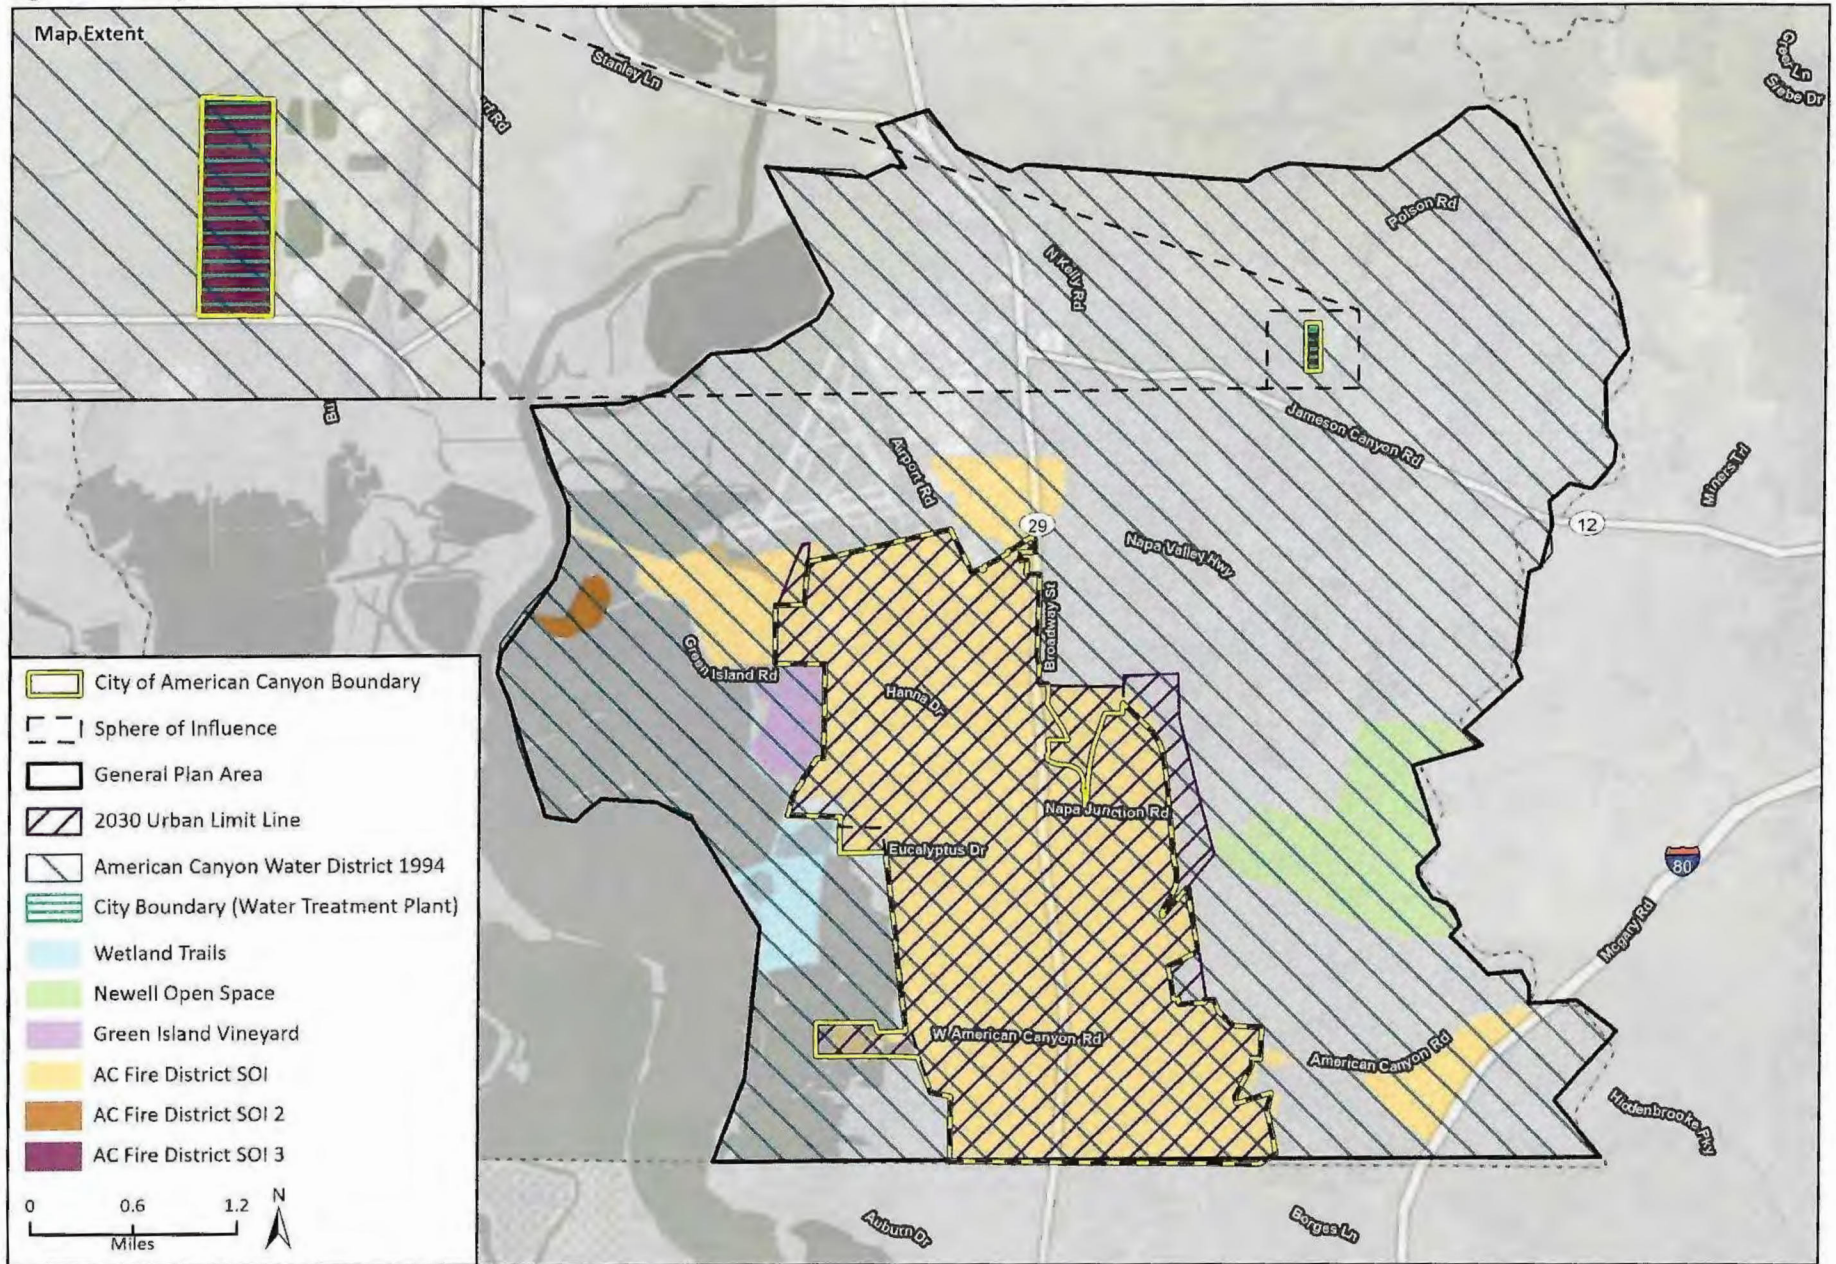 Map Extent
Stanley Ln
Greer Ln
Siebe Dr
Polson Rd
N Kelly Rd
Jameson Canyon Rd
Airport Rd
Miners Trl
29
12
Napa Valley Hwy
Broadway St
Green Island Rd
Hanna Dr
Napa Junction Rd
Eucalyptus Dr
80
Mcgary Rd
W American Canyon Rd
American Canyon Rd
Hiddenbrooke Pky
Auburn Dr
Borges Ln
City of American Canyon Boundary
Sphere of Influence
General Plan Area
2030 Urban Limit Line
American Canyon Water District 1994
City Boundary (Water Treatment Plant)
Wetland Trails
Newell Open Space
Green Island Vineyard
AC Fire District SOI
AC Fire District SOI 2
AC Fire District SOI 3
0 0.6 1.2
Miles
N